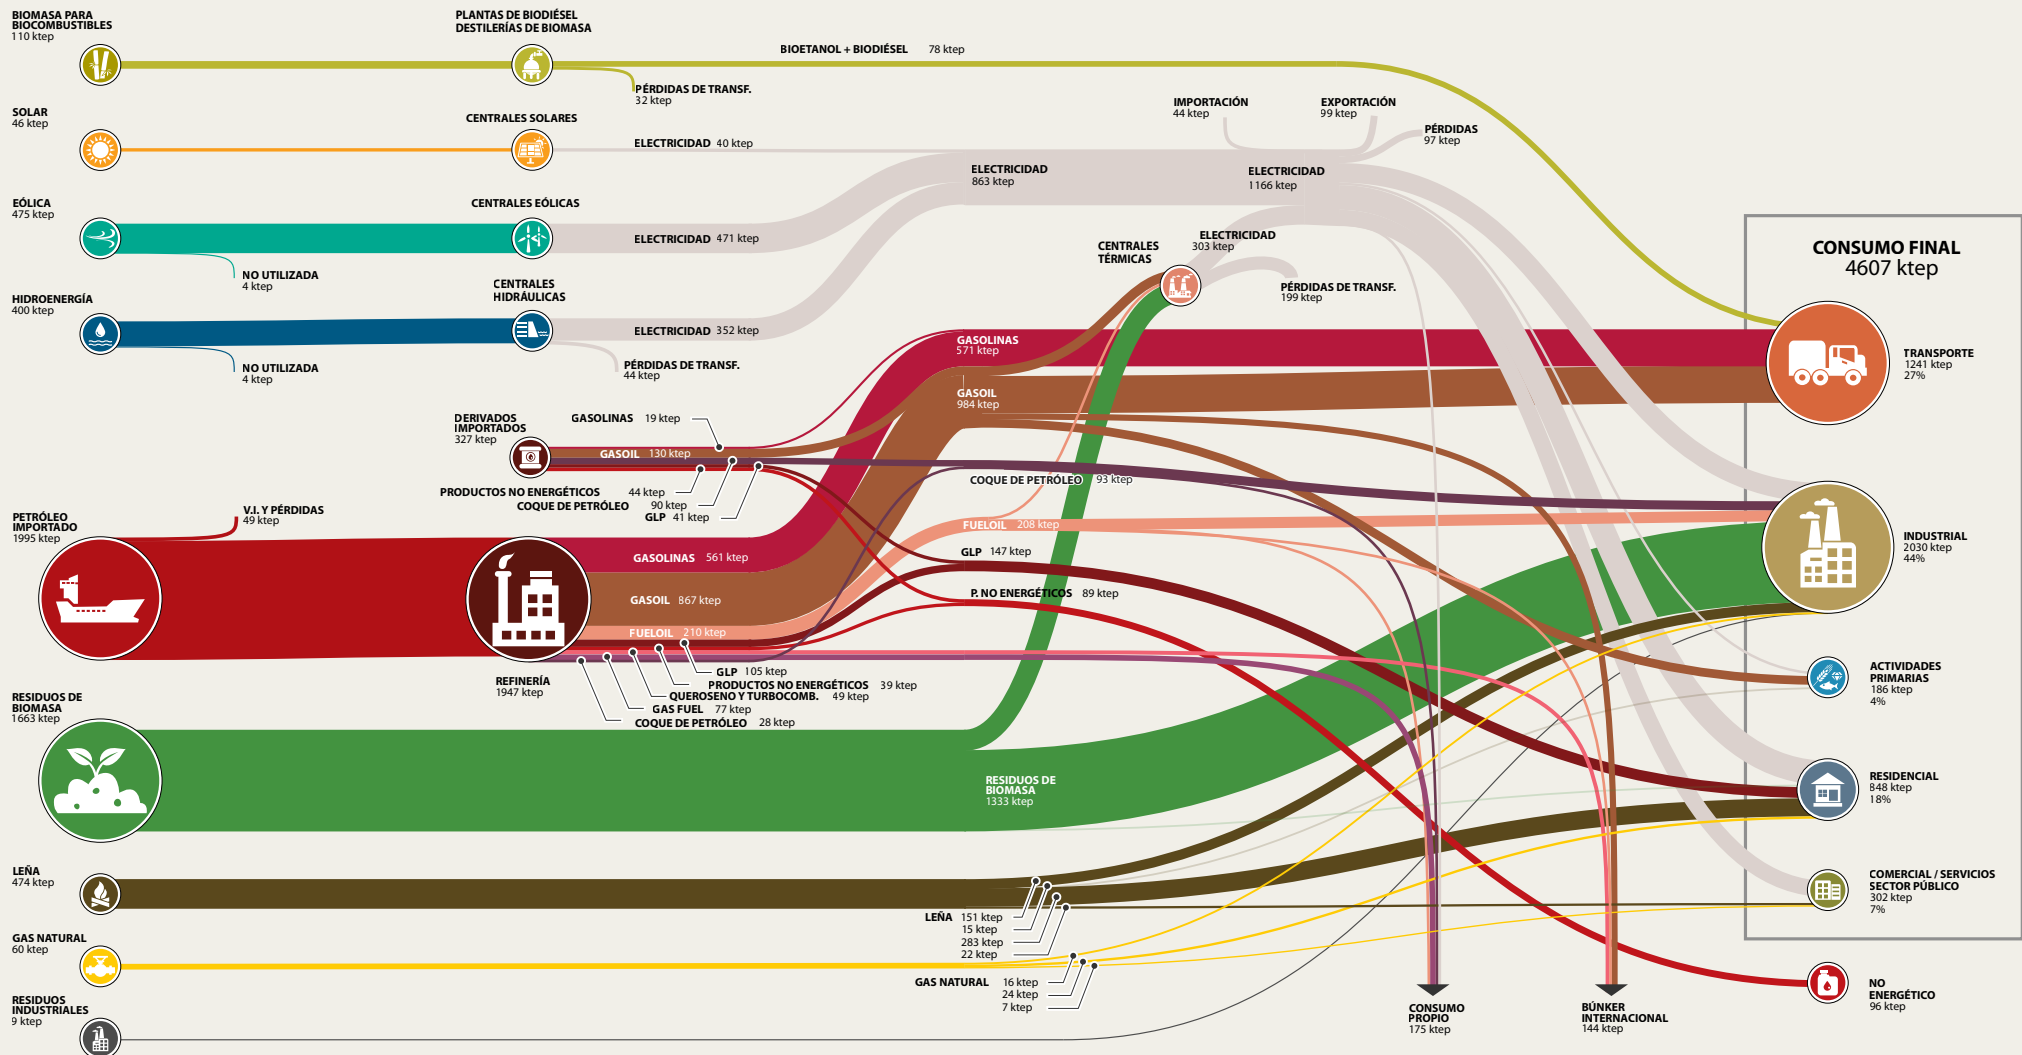 BIOMASA PARA
BIOCOMBUSTIBLES
110 ktep
PLANTAS DE BIODIÉSEL
DESTILERÍAS DE BIOMASA
BIOETANOL + BIODIÉSEL 78 ktep
PÉRDIDAS DE TRANSF.
32 ktep
SOLAR
46 ktep
CENTRALES SOLARES
ELECTRICIDAD 40 ktep
IMPORTACIÓN
44 ktep
EXPORTACIÓN
99 ktep
PÉRDIDAS
97 ktep
ELECTRICIDAD
863 ktep
ELECTRICIDAD
1166 ktep
EÓLICA
475 ktep
CENTRALES EÓLICAS
ELECTRICIDAD 471 ktep
NO UTILIZADA
4 ktep
CENTRALES
TÉRMICAS
ELECTRICIDAD
303 ktep
PÉRDIDAS DE TRANSF.
199 ktep
HIDROENERGÍA
400 ktep
CENTRALES
HIDRÁULICAS
ELECTRICIDAD 352 ktep
NO UTILIZADA
4 ktep
PÉRDIDAS DE TRANSF.
44 ktep
CONSUMO FINAL
4607 ktep
GASOLINAS
571 ktep
GASOIL
984 ktep
TRANSPORTE
1241 ktep
27%
DERIVADOS
IMPORTADOS
327 ktep
GASOLINAS 19 ktep
GASOIL 130 ktep
PRODUCTOS NO ENERGÉTICOS 44 ktep
COQUE DE PETRÓLEO 90 ktep
GLP 41 ktep
COQUE DE PETRÓLEO 93 ktep
FUELOIL 208 ktep
GLP 147 ktep
P. NO ENERGÉTICOS 89 ktep
INDUSTRIAL
2030 ktep
44%
PETRÓLEO
IMPORTADO
1995 ktep
V.I. Y PÉRDIDAS
49 ktep
GASOLINAS 561 ktep
GASOIL 867 ktep
FUELOIL 210 ktep
REFINERÍA
1947 ktep
GLP 105 ktep
PRODUCTOS NO ENERGÉTICOS 39 ktep
QUEROSENO Y TURBOCOMB. 49 ktep
GAS FUEL 77 ktep
COQUE DE PETRÓLEO 28 ktep
ACTIVIDADES
PRIMARIAS
186 ktep
4%
RESIDUOS DE
BIOMASA
1663 ktep
RESIDUOS DE
BIOMASA
1333 ktep
RESIDENCIAL
848 ktep
18%
LEÑA
474 ktep
LEÑA 151 ktep
15 ktep
283 ktep
22 ktep
COMERCIAL / SERVICIOS
SECTOR PÚBLICO
302 ktep
7%
GAS NATURAL
60 ktep
GAS NATURAL 16 ktep
24 ktep
7 ktep
RESIDUOS
INDUSTRIALES
9 ktep
CONSUMO
PROPIO
175 ktep
BÚNKER
INTERNACIONAL
144 ktep
NO
ENERGÉTICO
96 ktep